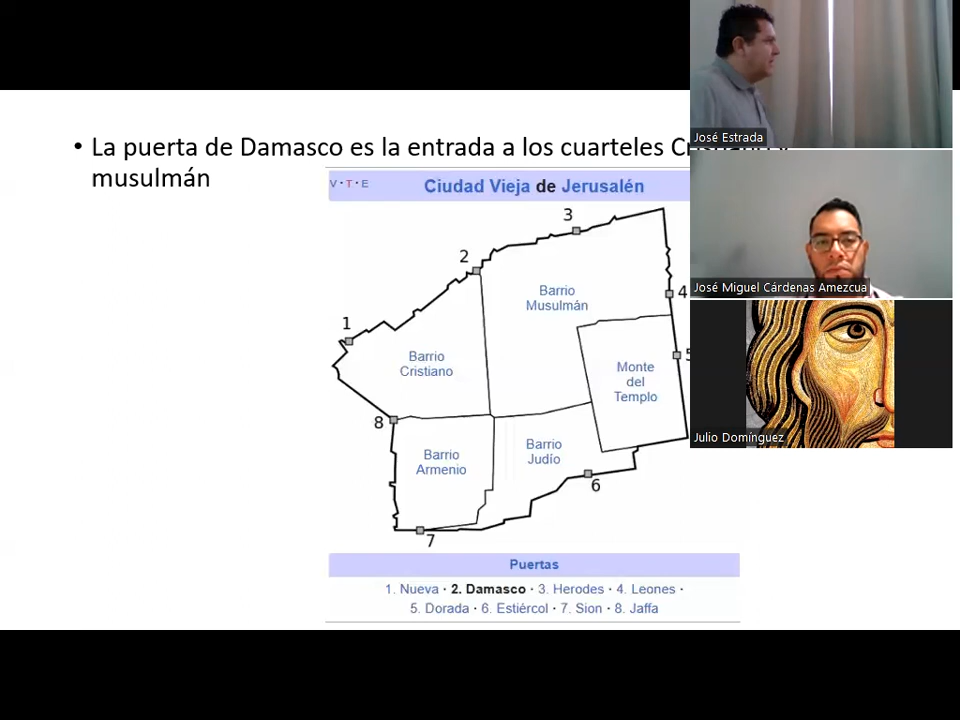 • La puerta de Damasco es la entrada a los cuarteles
musulmán
V · T · E
Ciudad Vieja de Jerusalén
3
2
Barrio
Musulmán
4
1
5
Barrio
Cristiano
Monte
del
Templo
8
Barrio
Armenio
Barrio
Judío
6
7
Puertas
1. Nueva · 2. Damasco · 3. Herodes · 4. Leones ·
5. Dorada · 6. Estiércol · 7. Sion · 8. Jaffa
José Estrada
José Miguel Cárdenas Amezcua
Julio Domínguez